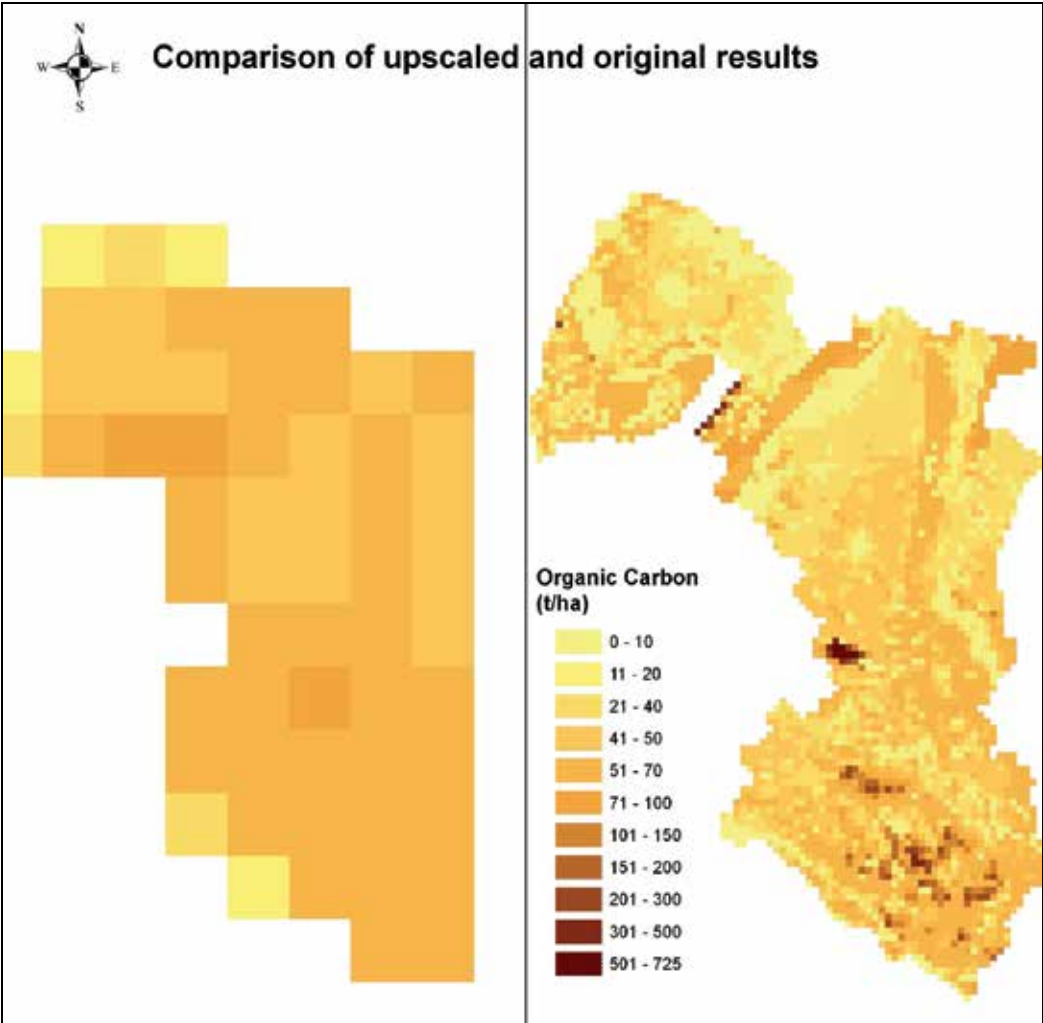 N
W E
S
Comparison of upscaled and original results
Organic Carbon
(t/ha)
0 - 10
11 - 20
21 - 40
41 - 50
51 - 70
71 - 100
101 - 150
151 - 200
201 - 300
301 - 500
501 - 725